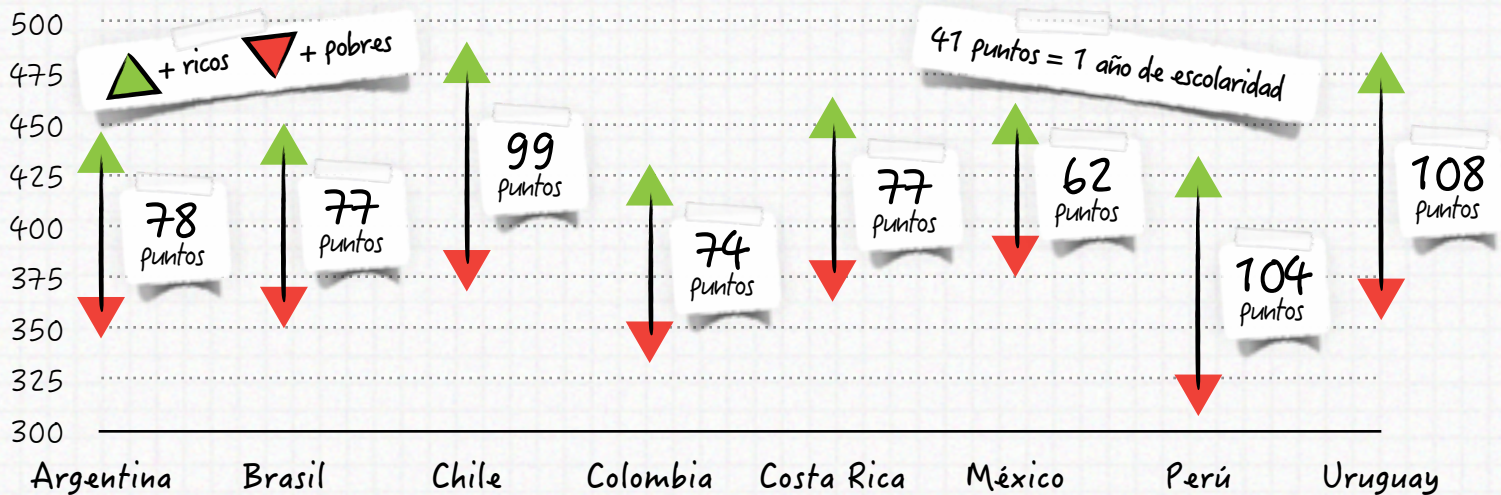 500
475
450
425
400
375
350
325
300
+ ricos + pobres
41 puntos = 1 año de escolaridad
78
puntos
77
puntos
99
puntos
74
puntos
77
puntos
62
puntos
104
puntos
108
puntos
Argentina Brasil Chile Colombia Costa Rica México Perú Uruguay